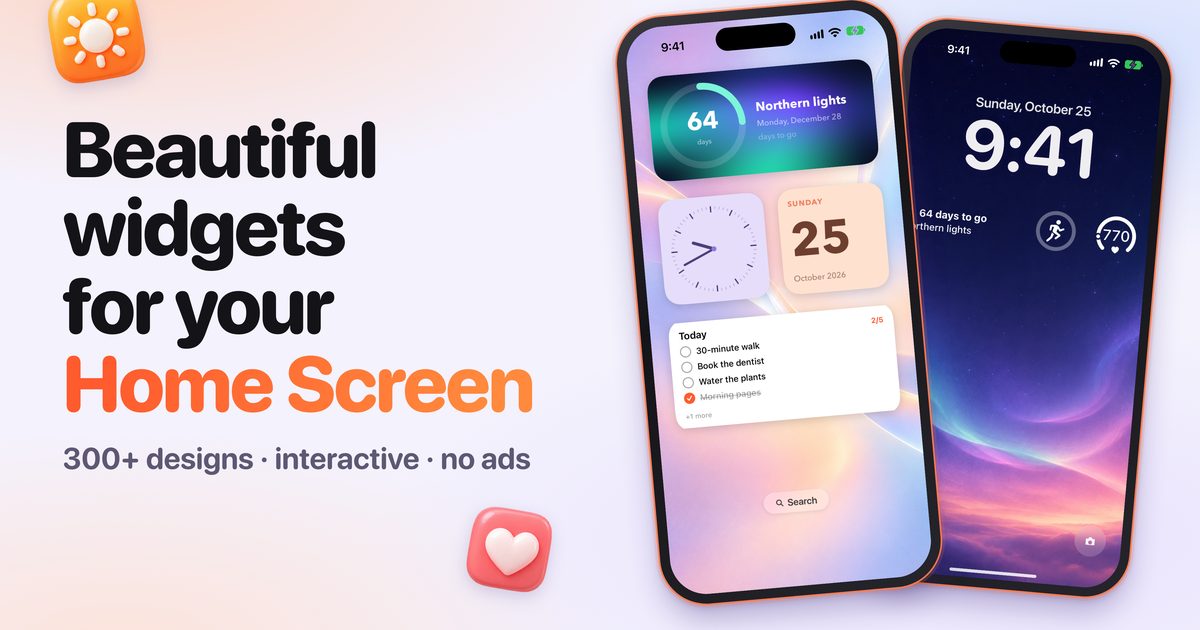 Beautiful
widgets
for your
Home Screen
300+ designs · interactive · no ads
9:41
64
days
Northern lights
Monday, December 28
days to go
SUNDAY
25
October 2026
Today
2/5
30-minute walk
Book the dentist
Water the plants
Morning pages
+1 more
Search
9:41
Sunday, October 25
9:41
64 days to go
rthern lights
770